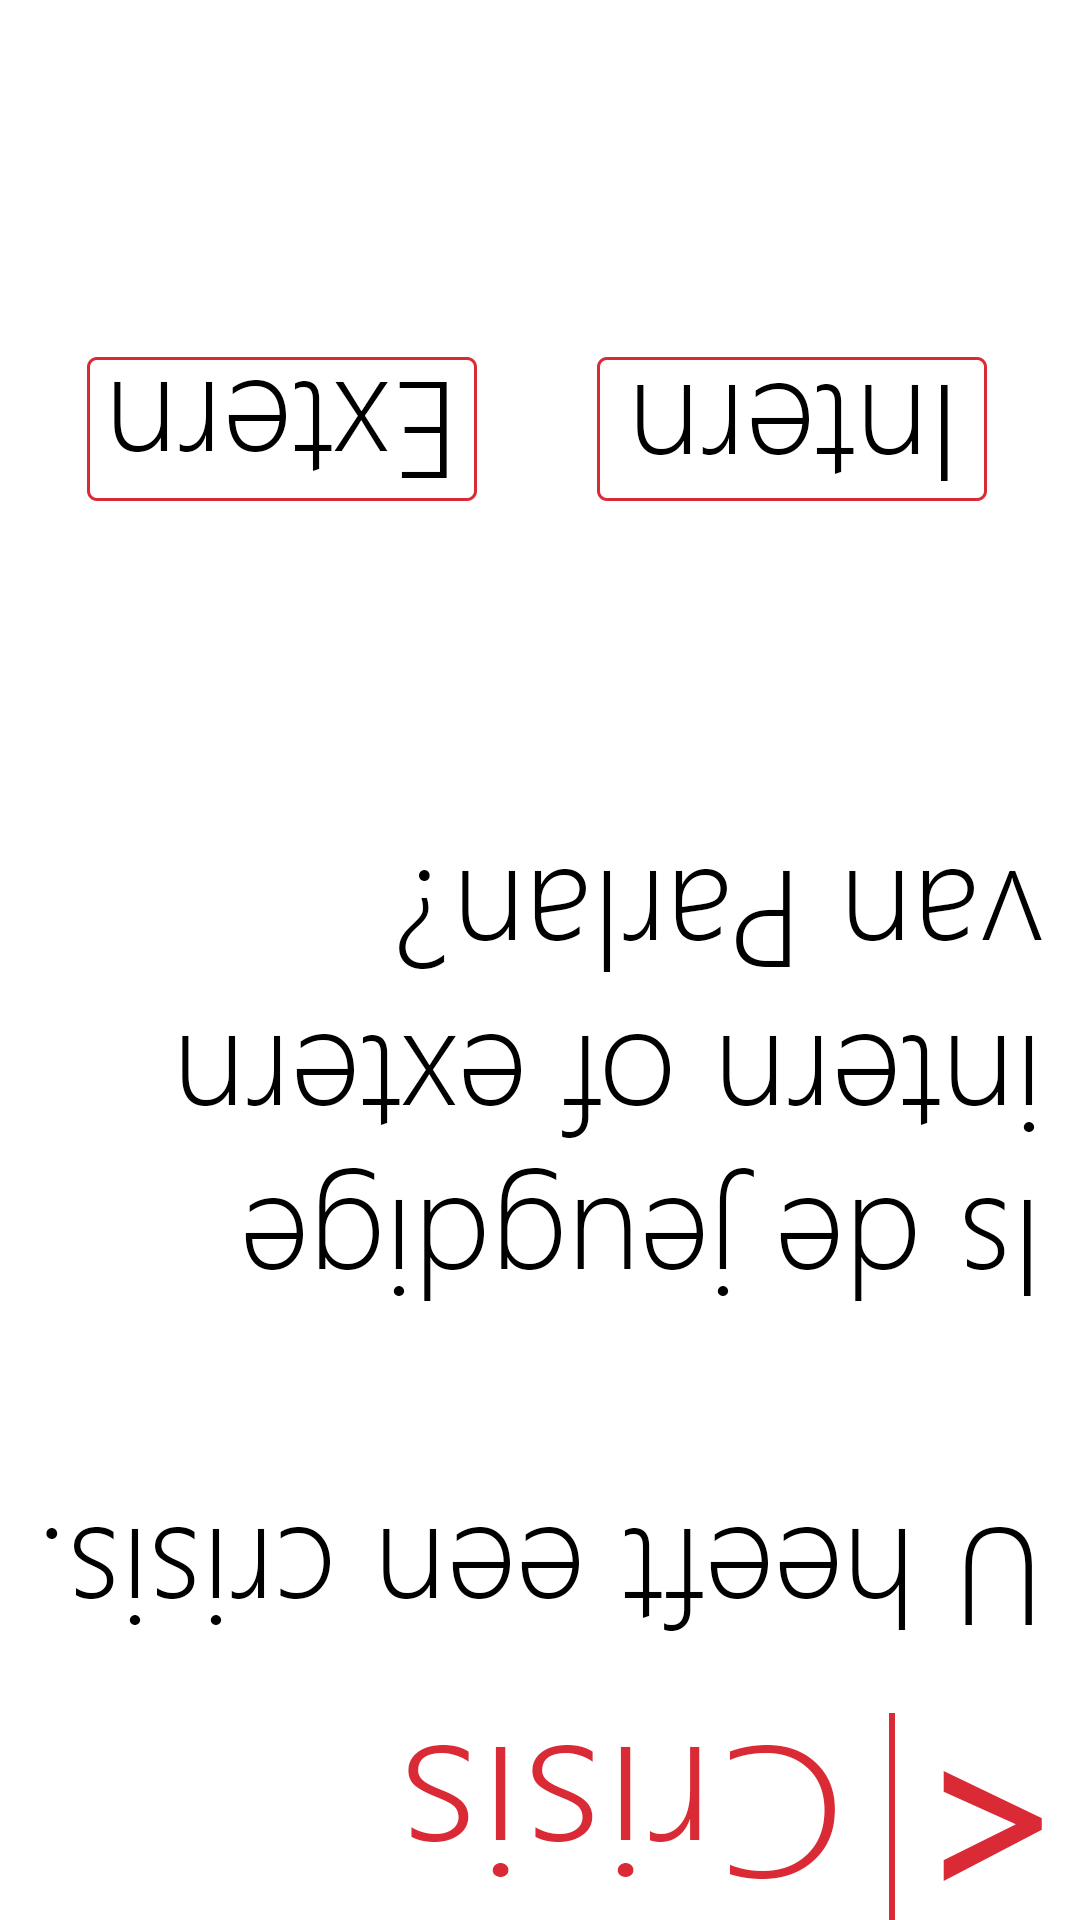 < | Crisis
U heeft een crisis.
Is de jeugdige
intern of extern
van Parlan?
Intern
Extern